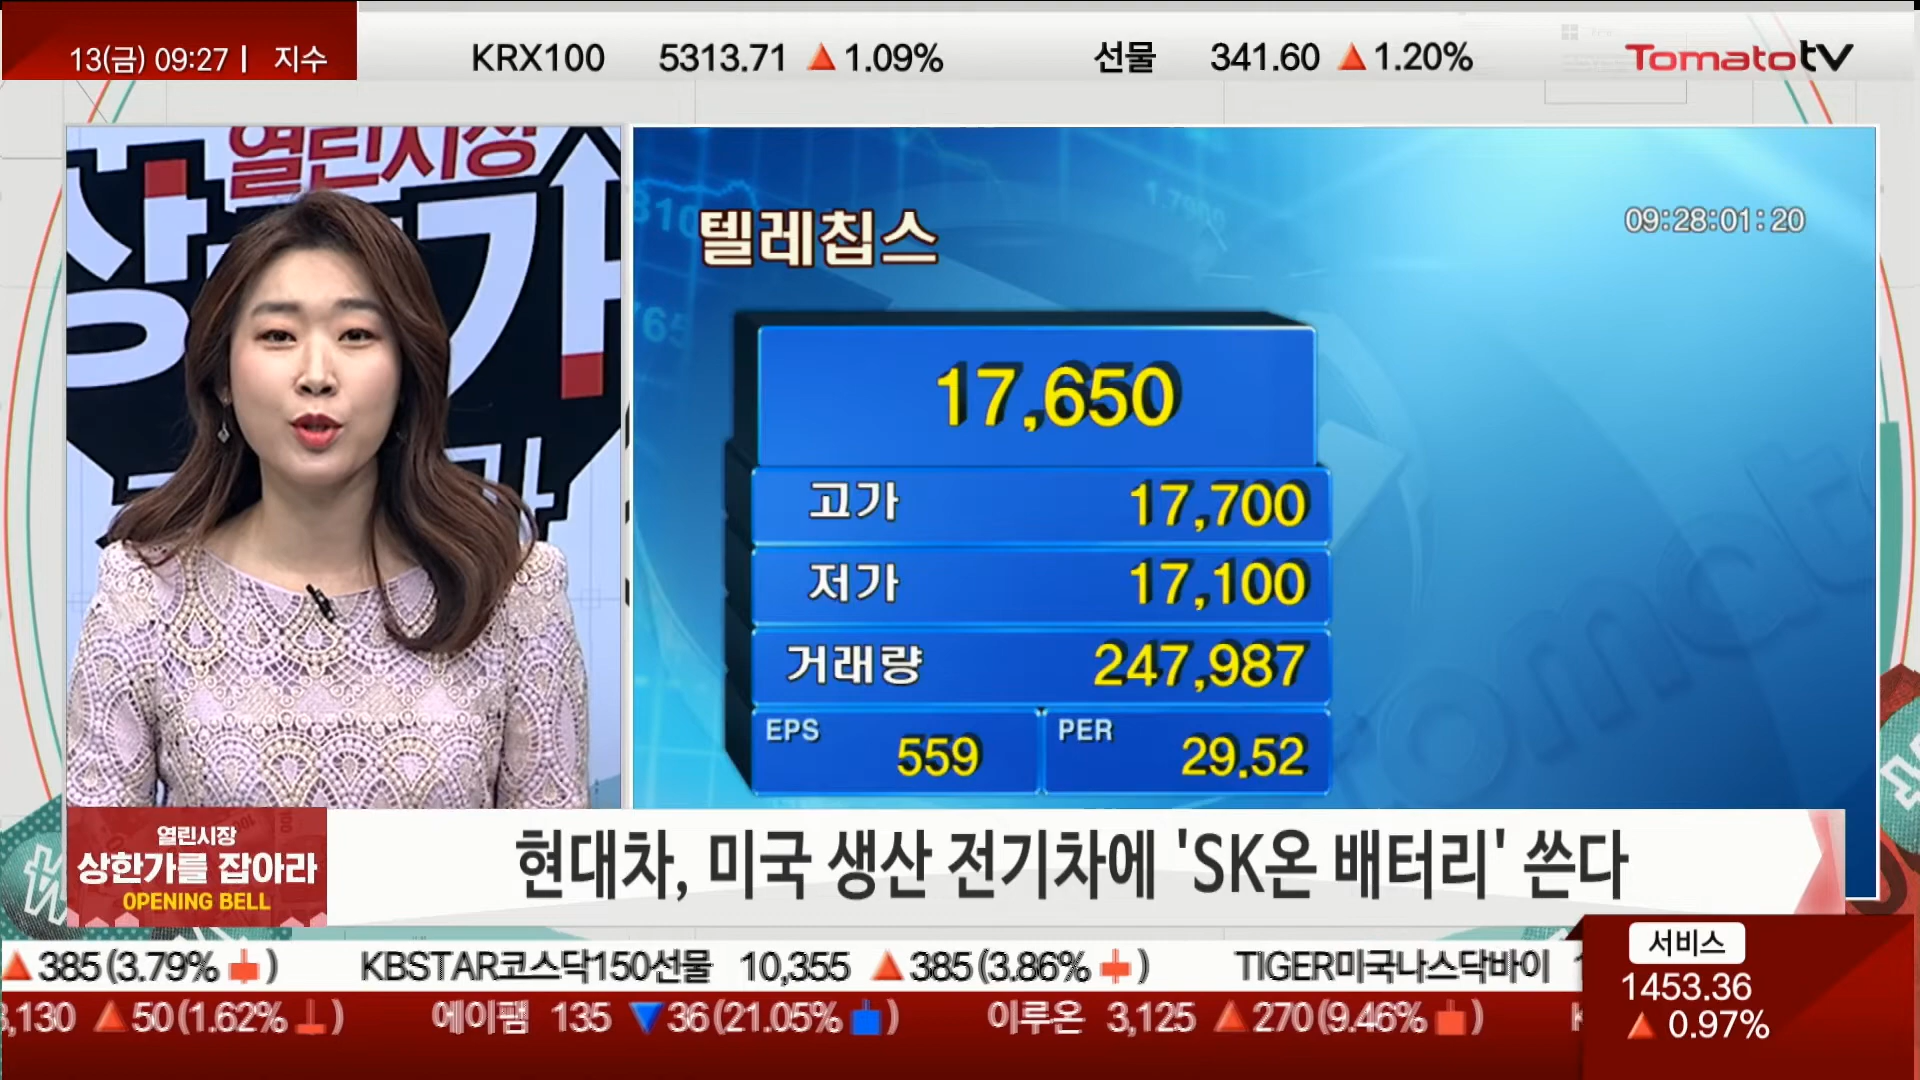 13(금) 09:27 | 지수 KRX100 5313.71 ▲ 1.09% 선물 341.60 ▲ 1.20% Tomatotv
열린시장
09:28:01:20
텔레칩스
17,650
고가 17,700
저가 17,100
거래량 247,987
EPS 559 PER 29.52
열린시장
상한가를 잡아라
OPENING BELL
현대차, 미국 생산 전기차에 'SK온 배터리' 쓴다
▲385(3.79%) KBSTAR코스닥150선물 10,355 ▲385(3.86%) TIGER미국나스닥바이
,130 ▲50(1.62%) 에이팸 135 ▼36(21.05%) 이루온 3,125 ▲270(9.46%)
서비스
1453.36
▲ 0.97%